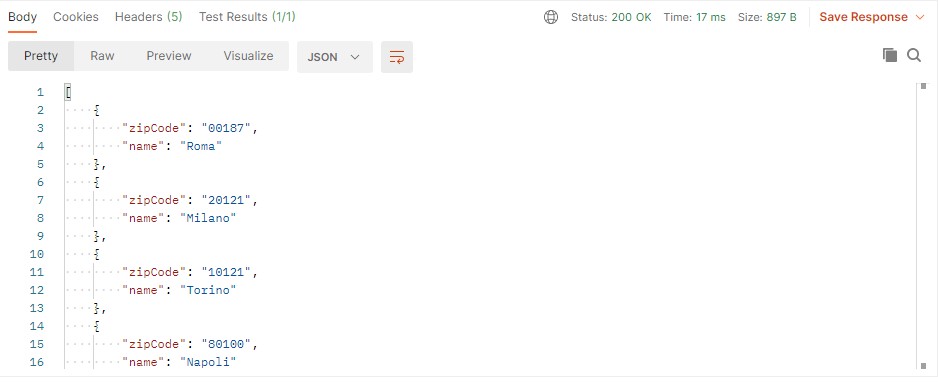 Body Cookies Headers (5) Test Results (1/1) Status: 200 OK Time: 17 ms Size: 897 B Save Response
Pretty Raw Preview Visualize JSON
1 [
2 {
3 "zipCode": "00187",
4 "name": "Roma"
5 },
6 {
7 "zipCode": "20121",
8 "name": "Milano"
9 },
10 {
11 "zipCode": "10121",
12 "name": "Torino"
13 },
14 {
15 "zipCode": "80100",
16 "name": "Napoli"